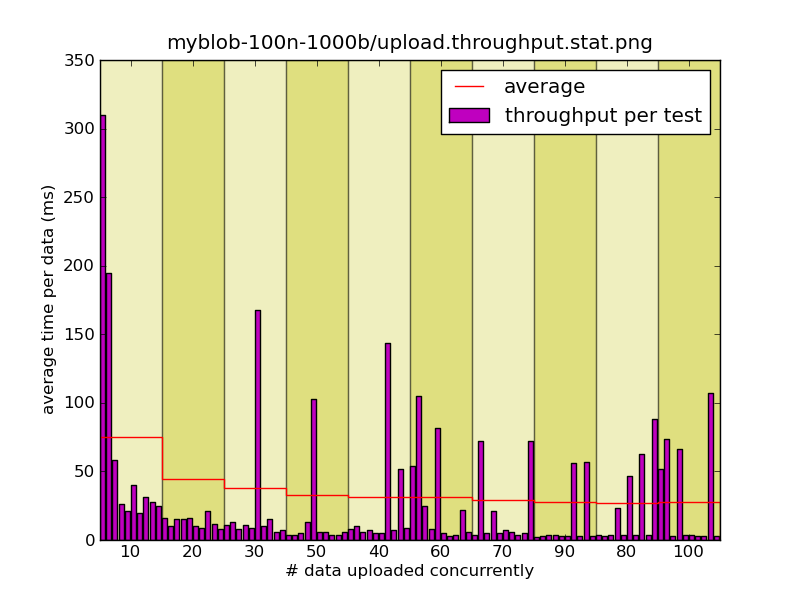 myblob-100n-1000b/upload.throughput.stat.png
average
throughput per test
average time per data (ms)
350
300
250
200
150
100
50
0
10 20 30 50 40 60 70 90 80 100
# data uploaded concurrently